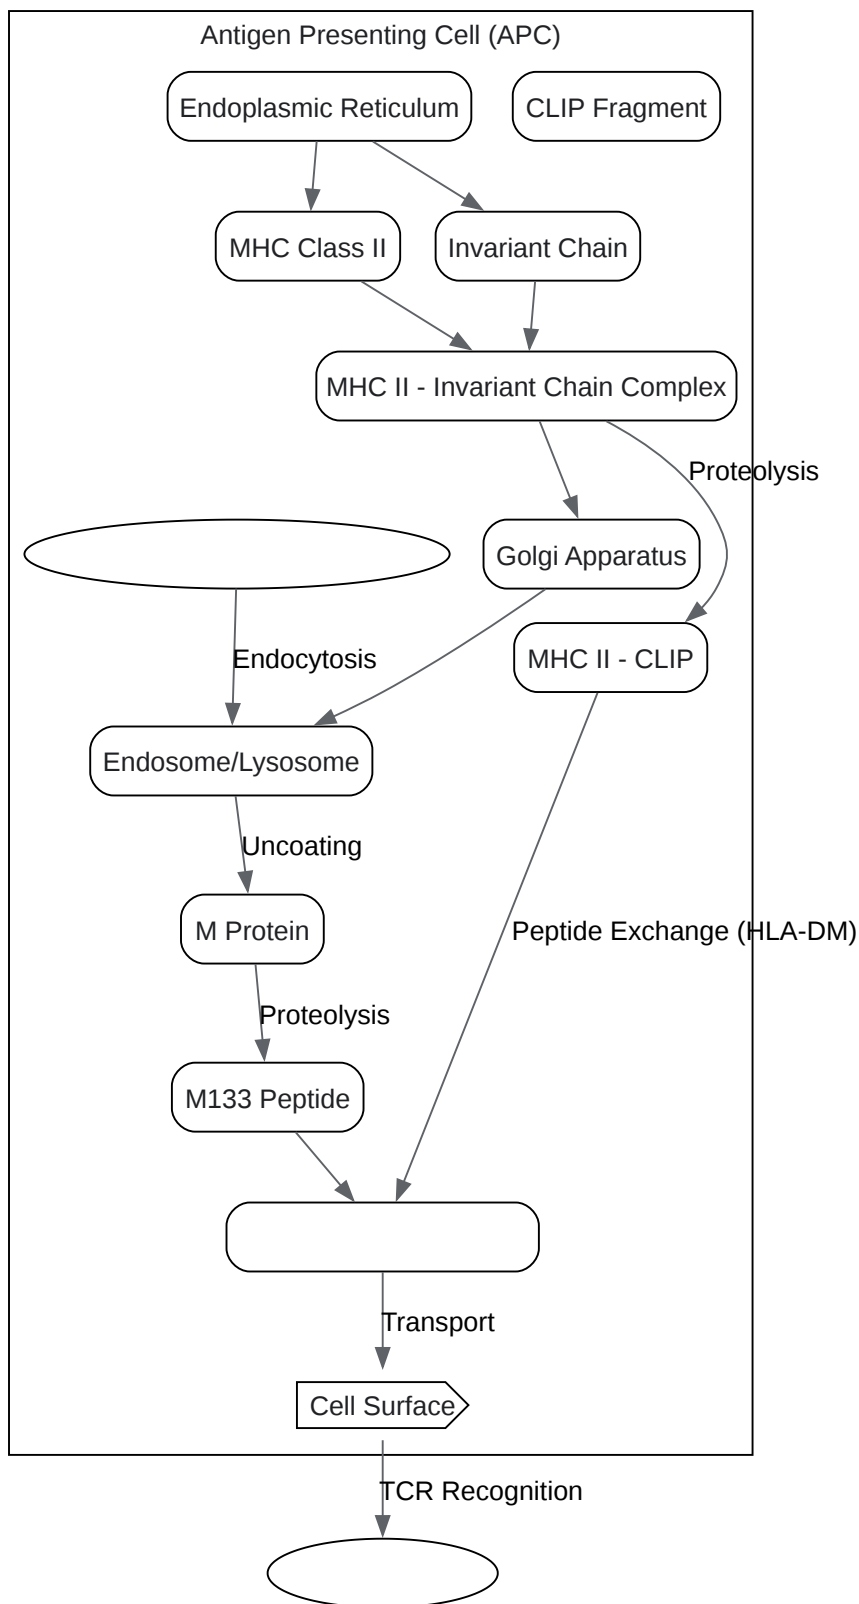 Antigen Presenting Cell (APC)
Endoplasmic Reticulum
CLIP Fragment
MHC Class II
Invariant Chain
MHC II - Invariant Chain Complex
Proteolysis
Golgi Apparatus
Endocytosis
MHC II - CLIP
Endosome/Lysosome
Uncoating
M Protein
Peptide Exchange (HLA-DM)
Proteolysis
M133 Peptide
Transport
Cell Surface
TCR Recognition